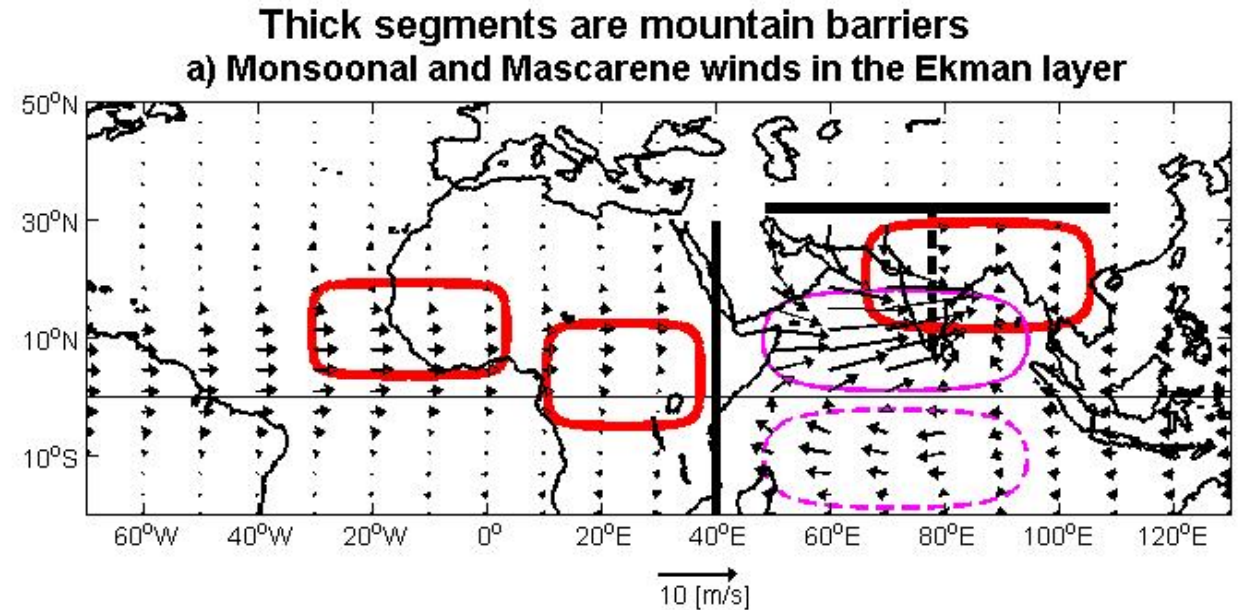 Thick segments are mountain barriers
a) Monsoonal and Mascarene winds in the Ekman layer
50°N
30°N
10°N
10°S
60°W 40°W 20°W 0° 20°E 40°E 60°E 80°E 100°E 120°E
10 [m/s]